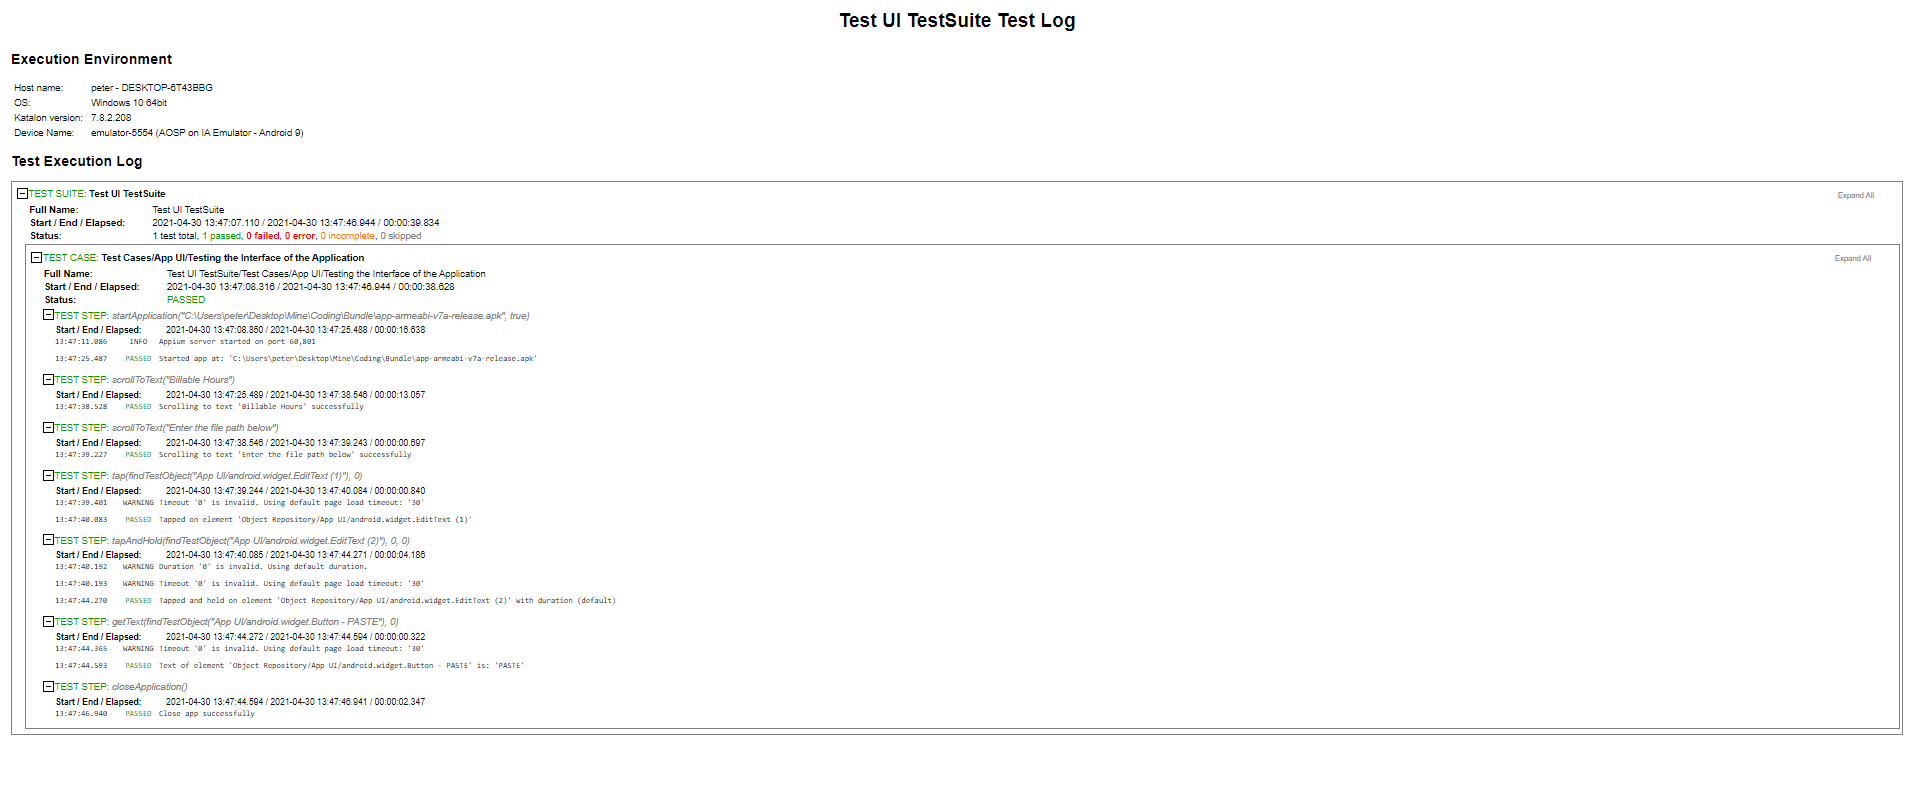 Test UI TestSuite Test Log
Execution Environment
Host name: peter - DESKTOP-6T43BBG
OS: Windows 10 64bit
Katalon version: 7.8.2.208
Device Name: emulator-5554 (AOSP on IA Emulator - Android 9)
Test Execution Log
TEST SUITE: Test UI TestSuite
Expand All
Full Name: Test UI TestSuite
Start / End / Elapsed: 2021-04-30 13:47:07.110 / 2021-04-30 13:47:46.944 / 00:00:39.834
Status: 1 test total, 1 passed, 0 failed, 0 error, 0 incomplete, 0 skipped
TEST CASE: Test Cases/App UI/Testing the Interface of the Application
Expand All
Full Name: Test UI TestSuite/Test Cases/App UI/Testing the Interface of the Application
Start / End / Elapsed: 2021-04-30 13:47:08.316 / 2021-04-30 13:47:46.944 / 00:00:38.628
Status: PASSED
TEST STEP: startApplication("C:\Users\peter\Desktop\Mine\Coding\Bundle\app-armeabi-v7a-release.apk", true)
Start / End / Elapsed: 2021-04-30 13:47:08.850 / 2021-04-30 13:47:25.488 / 00:00:16.638
13:47:11.086 INFO Appium server started on port 60,801
13:47:25.487 PASSED Started app at: 'C:\Users\peter\Desktop\Mine\Coding\Bundle\app-armeabi-v7a-release.apk'
TEST STEP: scrollToText("Billable Hours")
Start / End / Elapsed: 2021-04-30 13:47:25.489 / 2021-04-30 13:47:38.546 / 00:00:13.057
13:47:38.528 PASSED Scrolling to text 'Billable Hours' successfully
TEST STEP: scrollToText("Enter the file path below")
Start / End / Elapsed: 2021-04-30 13:47:38.546 / 2021-04-30 13:47:39.243 / 00:00:00.697
13:47:39.227 PASSED Scrolling to text 'Enter the file path below' successfully
TEST STEP: tap(findTestObject("App UI/android.widget.EditText (1)"), 0)
Start / End / Elapsed: 2021-04-30 13:47:39.244 / 2021-04-30 13:47:40.084 / 00:00:00.840
13:47:39.401 WARNING Timeout '0' is invalid. Using default page load timeout: '30'
13:47:40.083 PASSED Tapped on element 'Object Repository/App UI/android.widget.EditText (1)'
TEST STEP: tapAndHold(findTestObject("App UI/android.widget.EditText (2)"), 0, 0)
Start / End / Elapsed: 2021-04-30 13:47:40.085 / 2021-04-30 13:47:44.271 / 00:00:04.186
13:47:40.192 WARNING Duration '0' is invalid. Using default duration.
13:47:40.193 WARNING Timeout '0' is invalid. Using default page load timeout: '30'
13:47:44.270 PASSED Tapped and held on element 'Object Repository/App UI/android.widget.EditText (2)' with duration (default)
TEST STEP: getText(findTestObject("App UI/android.widget.Button - PASTE"), 0)
Start / End / Elapsed: 2021-04-30 13:47:44.272 / 2021-04-30 13:47:44.594 / 00:00:00.322
13:47:44.365 WARNING Timeout '0' is invalid. Using default page load timeout: '30'
13:47:44.593 PASSED Text of element 'Object Repository/App UI/android.widget.Button - PASTE' is: 'PASTE'
TEST STEP: closeApplication()
Start / End / Elapsed: 2021-04-30 13:47:44.594 / 2021-04-30 13:47:46.941 / 00:00:02.347
13:47:46.940 PASSED Close app successfully